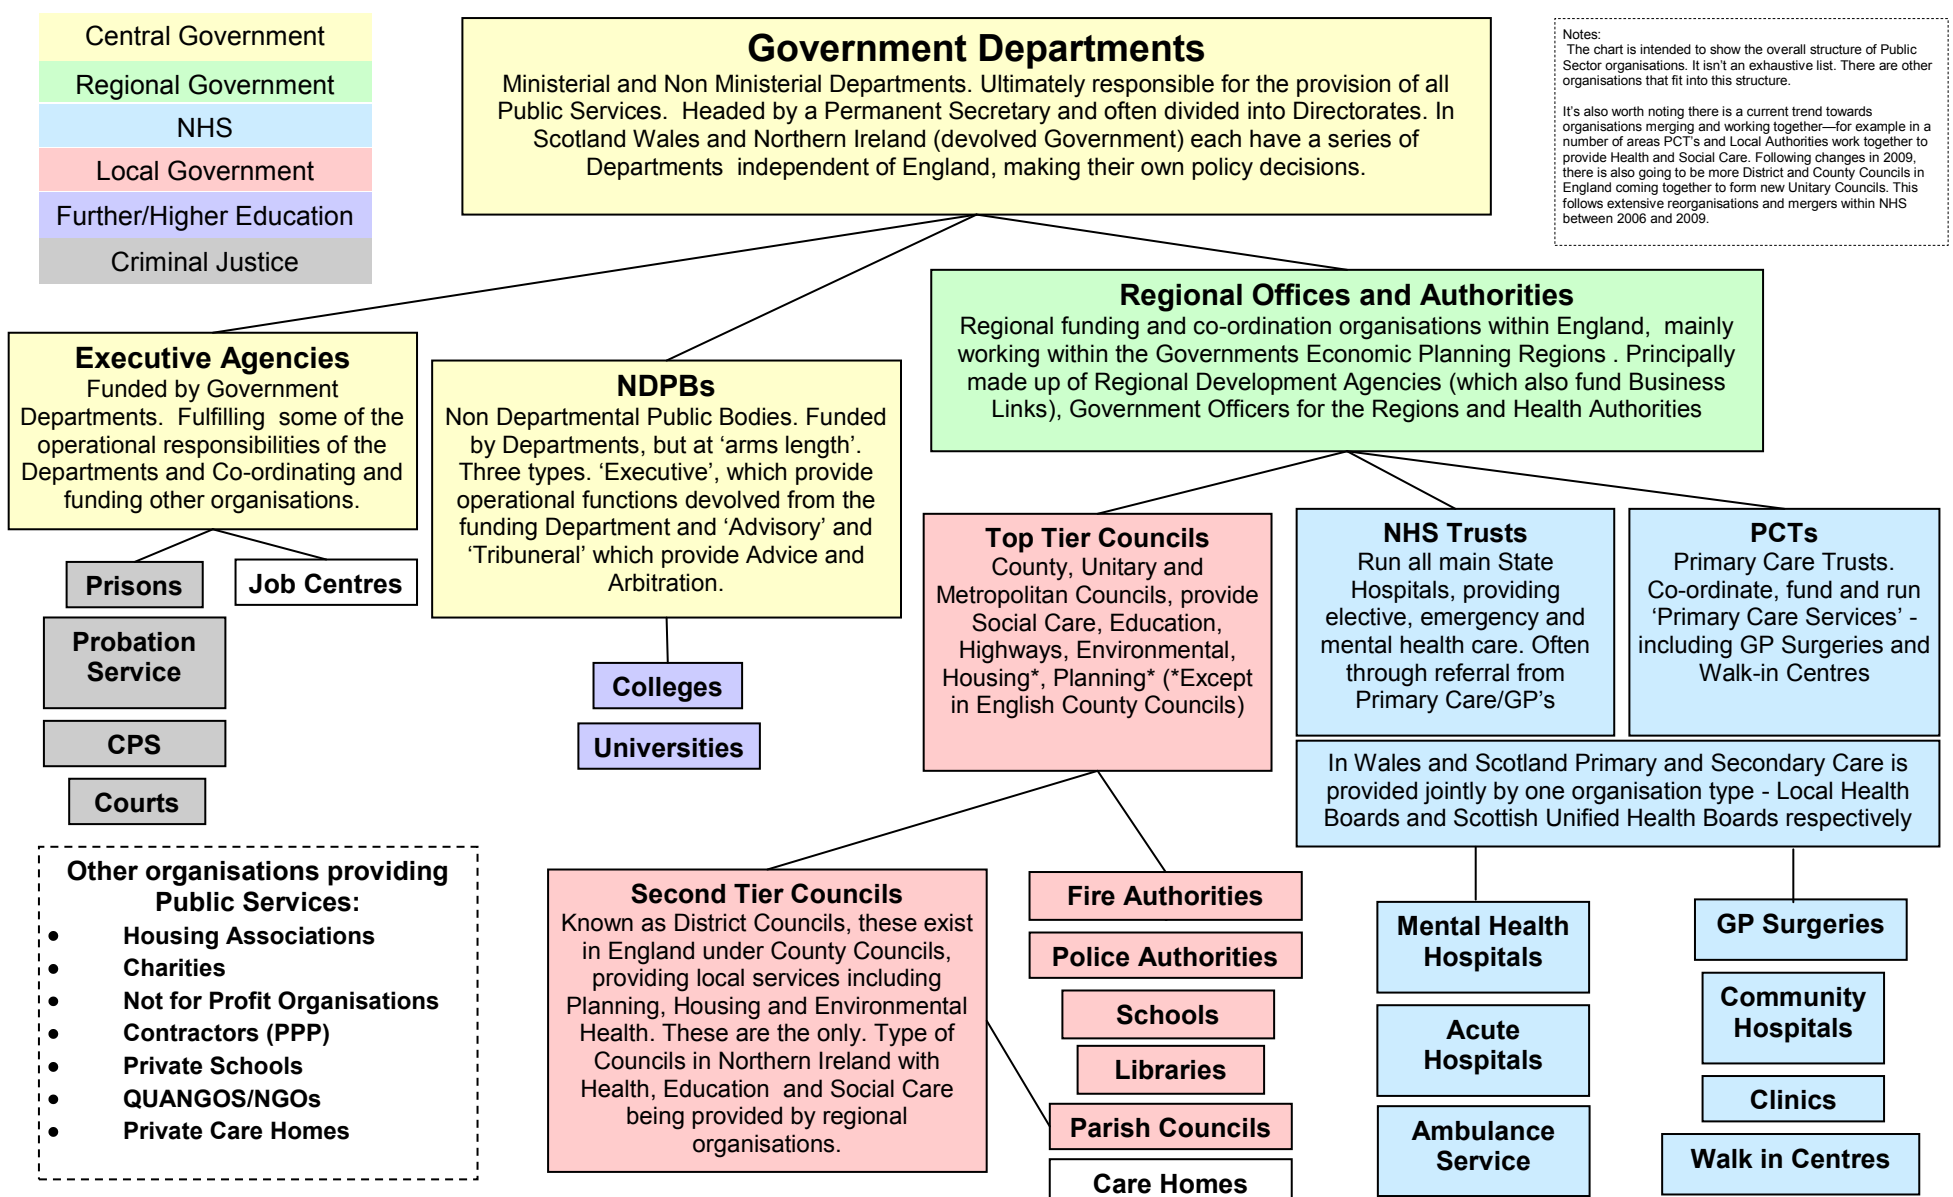 Central Government
Regional Government
NHS
Local Government
Further/Higher Education
Criminal Justice
Government Departments
Ministerial and Non Ministerial Departments. Ultimately responsible for the provision of all
Public Services.  Headed by a Permanent Secretary and often divided into Directorates. In
Scotland Wales and Northern Ireland (devolved Government) each have a series of
Departments  independent of England, making their own policy decisions.
Notes:
The chart is intended to show the overall structure of Public
Sector organisations. It isn't an exhaustive list. There are other
organisations that fit into this structure.
It's also worth noting there is a current trend towards
organisations merging and working together—for example in a
number of areas PCT's and Local Authorities work together to
provide Health and Social Care. Following changes in 2009,
there is also going to be more District and County Councils in
England coming together to form new Unitary Councils. This
follows extensive reorganisations and mergers within NHS
between 2006 and 2009.
Executive Agencies
Funded by Government
Departments.  Fulfilling  some of the
operational responsibilities of the
Departments and Co-ordinating and
funding other organisations.
NDPBs
Non Departmental Public Bodies. Funded
by Departments, but at ‘arms length’.
Three types. ‘Executive’, which provide
operational functions devolved from the
funding Department and ‘Advisory’ and
‘Tribuneral’ which provide Advice and
Arbitration.
Regional Offices and Authorities
Regional funding and co-ordination organisations within England,  mainly
working within the Governments Economic Planning Regions . Principally
made up of Regional Development Agencies (which also fund Business
Links), Government Officers for the Regions and Health Authorities
Prisons
Job Centres
Probation
Service
CPS
Courts
Colleges
Universities
Top Tier Councils
County, Unitary and
Metropolitan Councils, provide
Social Care, Education,
Highways, Environmental,
Housing*, Planning* (*Except
in English County Councils)
NHS Trusts
Run all main State
Hospitals, providing
elective, emergency and
mental health care. Often
through referral from
Primary Care/GP’s
PCTs
Primary Care Trusts.
Co-ordinate, fund and run
‘Primary Care Services’ -
including GP Surgeries and
Walk-in Centres
In Wales and Scotland Primary and Secondary Care is
provided jointly by one organisation type - Local Health
Boards and Scottish Unified Health Boards respectively
Other organisations providing
Public Services:
• Housing Associations
• Charities
• Not for Profit Organisations
• Contractors (PPP)
• Private Schools
• QUANGOS/NGOs
• Private Care Homes
Second Tier Councils
Known as District Councils, these exist
in England under County Councils,
providing local services including
Planning, Housing and Environmental
Health. These are the only. Type of
Councils in Northern Ireland with
Health, Education  and Social Care
being provided by regional
organisations.
Fire Authorities
Police Authorities
Schools
Libraries
Parish Councils
Care Homes
Mental Health
Hospitals
Acute
Hospitals
Ambulance
Service
GP Surgeries
Community
Hospitals
Clinics
Walk in Centres